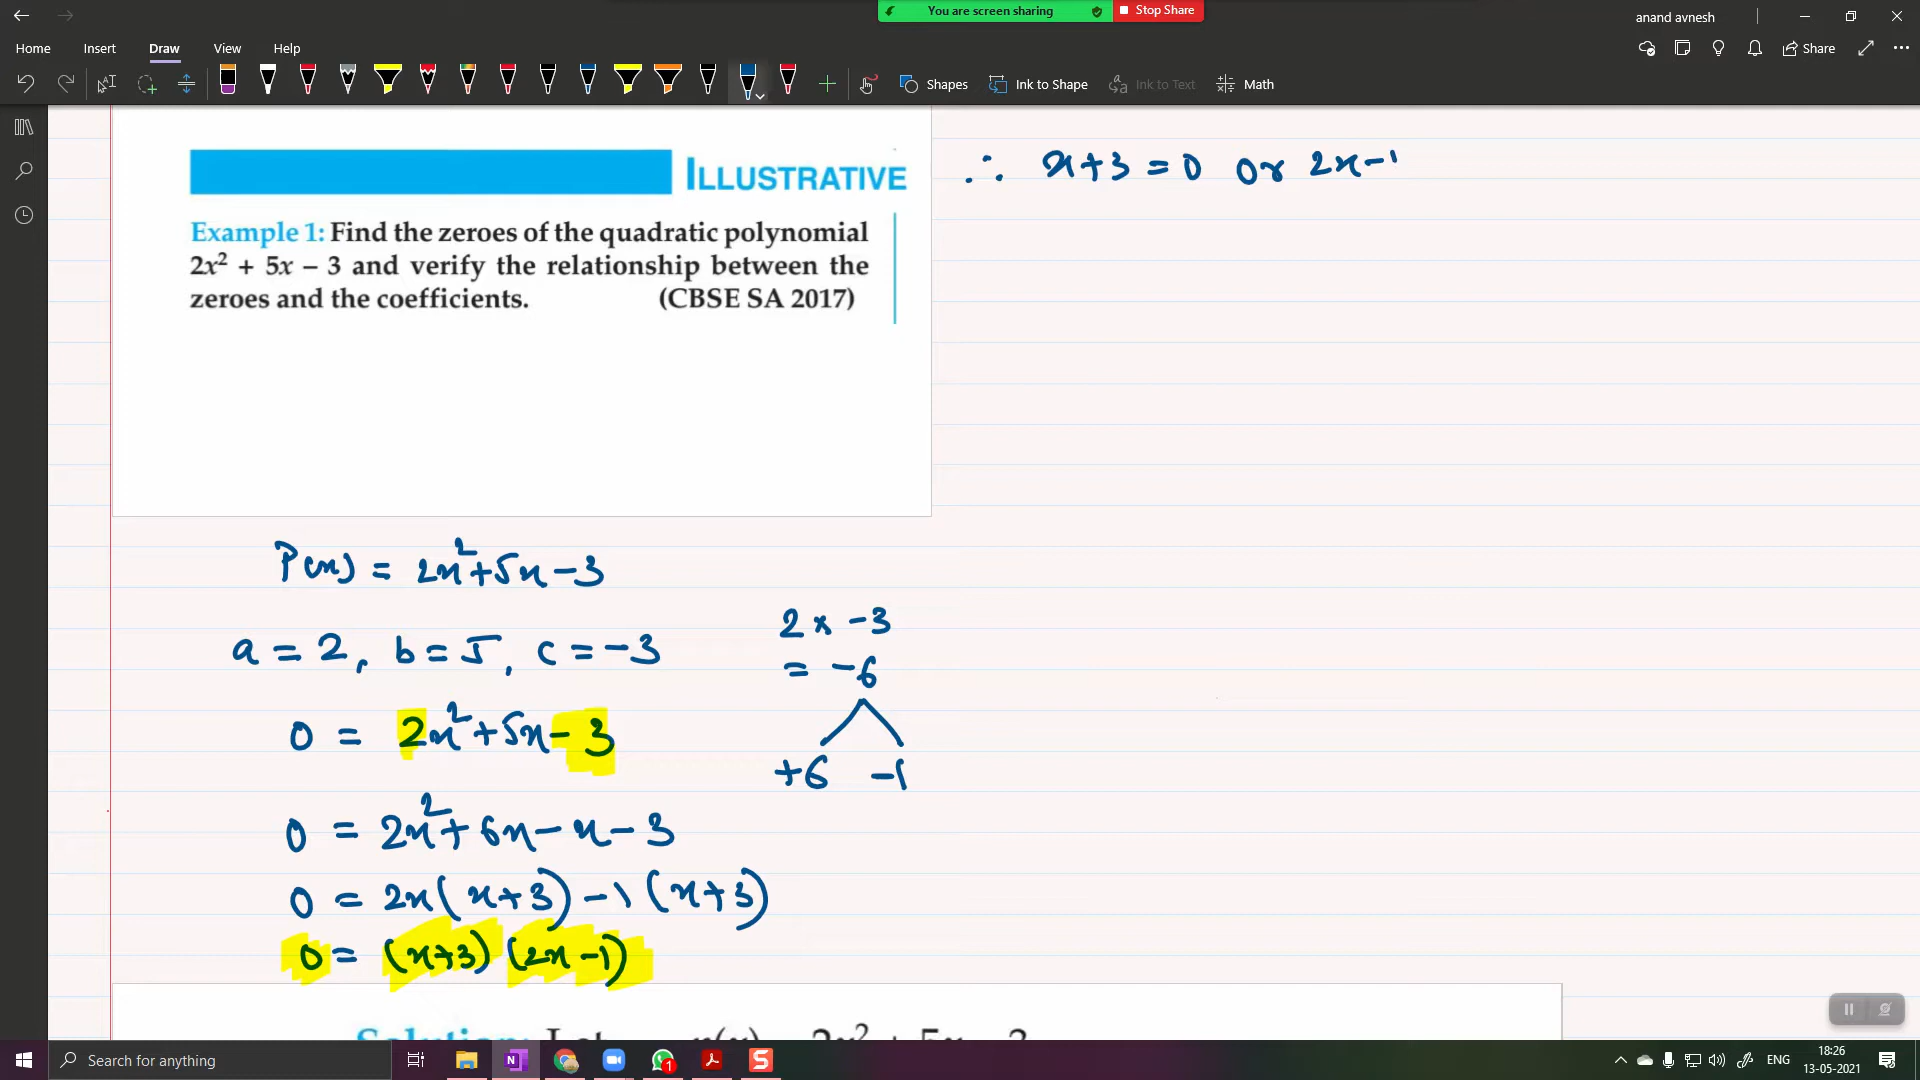 You are screen sharing
Stop Share
anand avnesh
Home Insert Draw View Help
Share
Shapes Ink to Shape Ink to Text Math
ILLUSTRATIVE
Example 1: Find the zeroes of the quadratic polynomial
2x² + 5x – 3 and verify the relationship between the
zeroes and the coefficients. (CBSE SA 2017)
P(x) = 2x²+5x-3
a = 2, b = 5, c = -3
0 = 2x²+5x-3
0 = 2x²+6x-x-3
0 = 2x(x+3)-1(x+3)
0 = (x+3)(2x-1)
2 x -3
= -6
+6 -1
∴ x+3 = 0 or 2x-1
Search for anything
1
ENG
18:26
13-05-2021